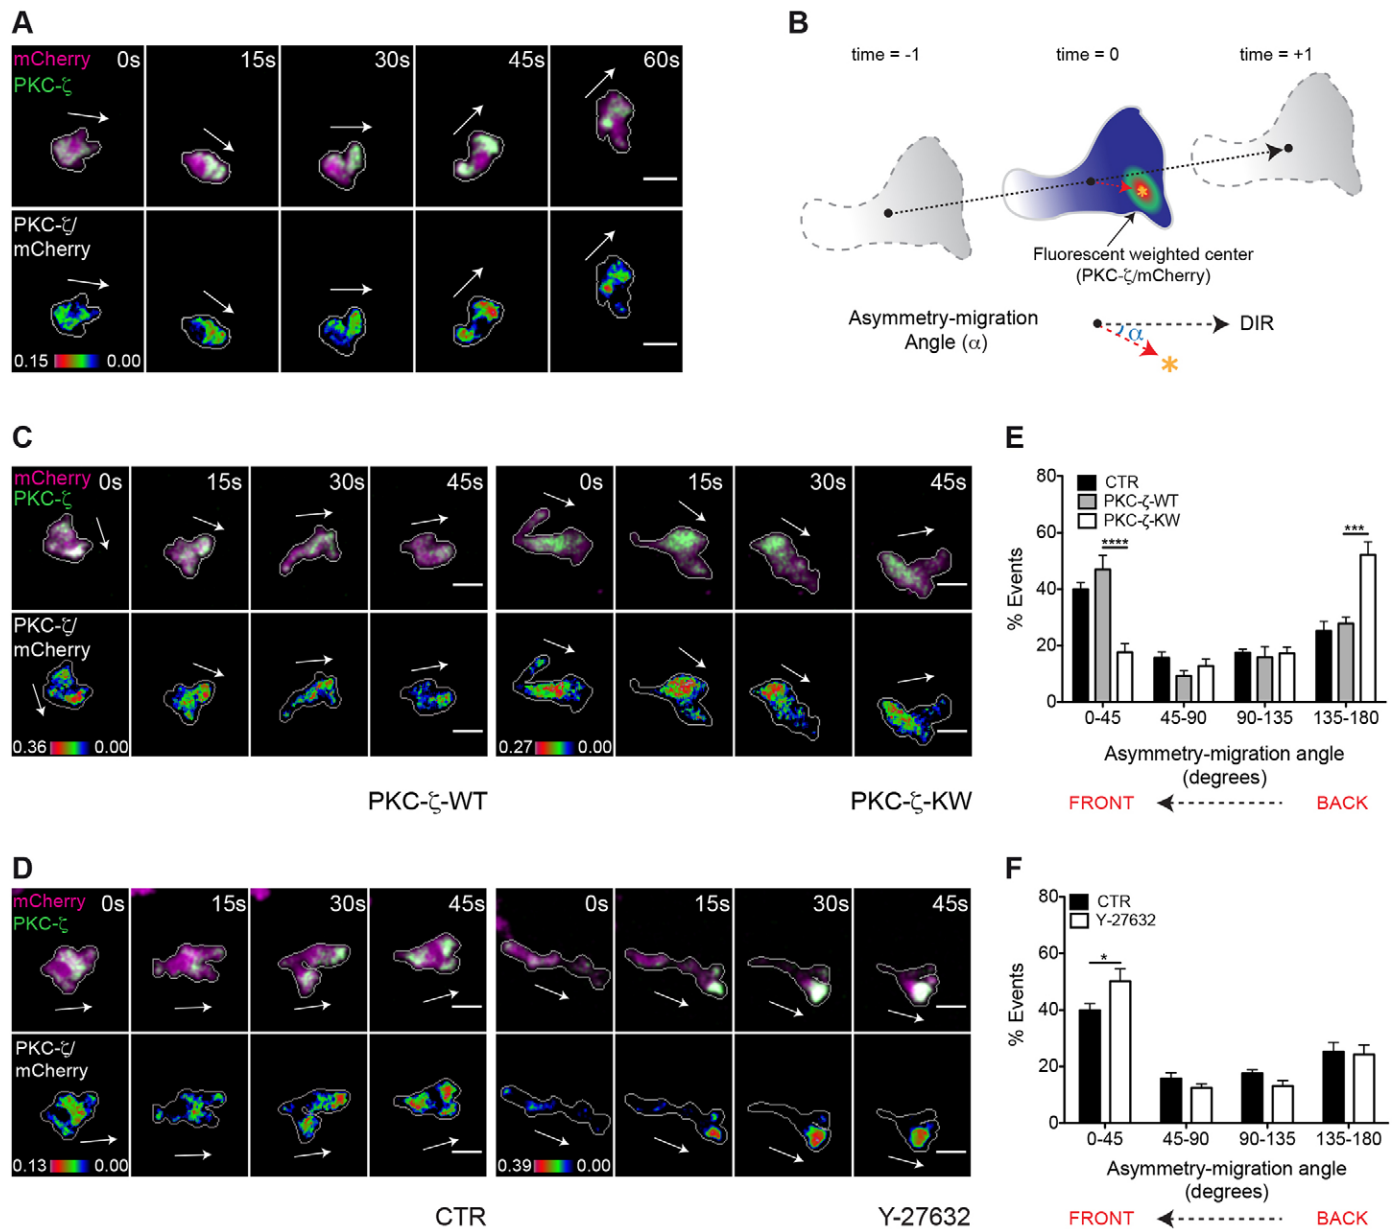 A
mCherry
PKC-ζ
0s
15s
30s
45s
60s
PKC-ζ/
mCherry
0.15
0.00
B
time = -1
time = 0
time = +1
Fluorescent weighted center
(PKC-ζ/mCherry)
Asymmetry-migration
Angle (α)
α
DIR
*
C
mCherry
PKC-ζ
0s
15s
30s
45s
0s
15s
30s
45s
PKC-ζ/
mCherry
0.36
0.00
0.27
0.00
PKC-ζ-WT
PKC-ζ-KW
E
80
60
40
20
0
% Events
CTR
PKC-ζ-WT
PKC-ζ-KW
****
***
0-45
45-90
90-135
135-180
Asymmetry-migration angle
(degrees)
FRONT
BACK
D
mCherry
PKC-ζ
0s
15s
30s
45s
0s
15s
30s
45s
PKC-ζ/
mCherry
0.13
0.00
0.39
0.00
CTR
Y-27632
F
80
60
40
20
0
% Events
CTR
Y-27632
*
0-45
45-90
90-135
135-180
Asymmetry-migration angle
(degrees)
FRONT
BACK